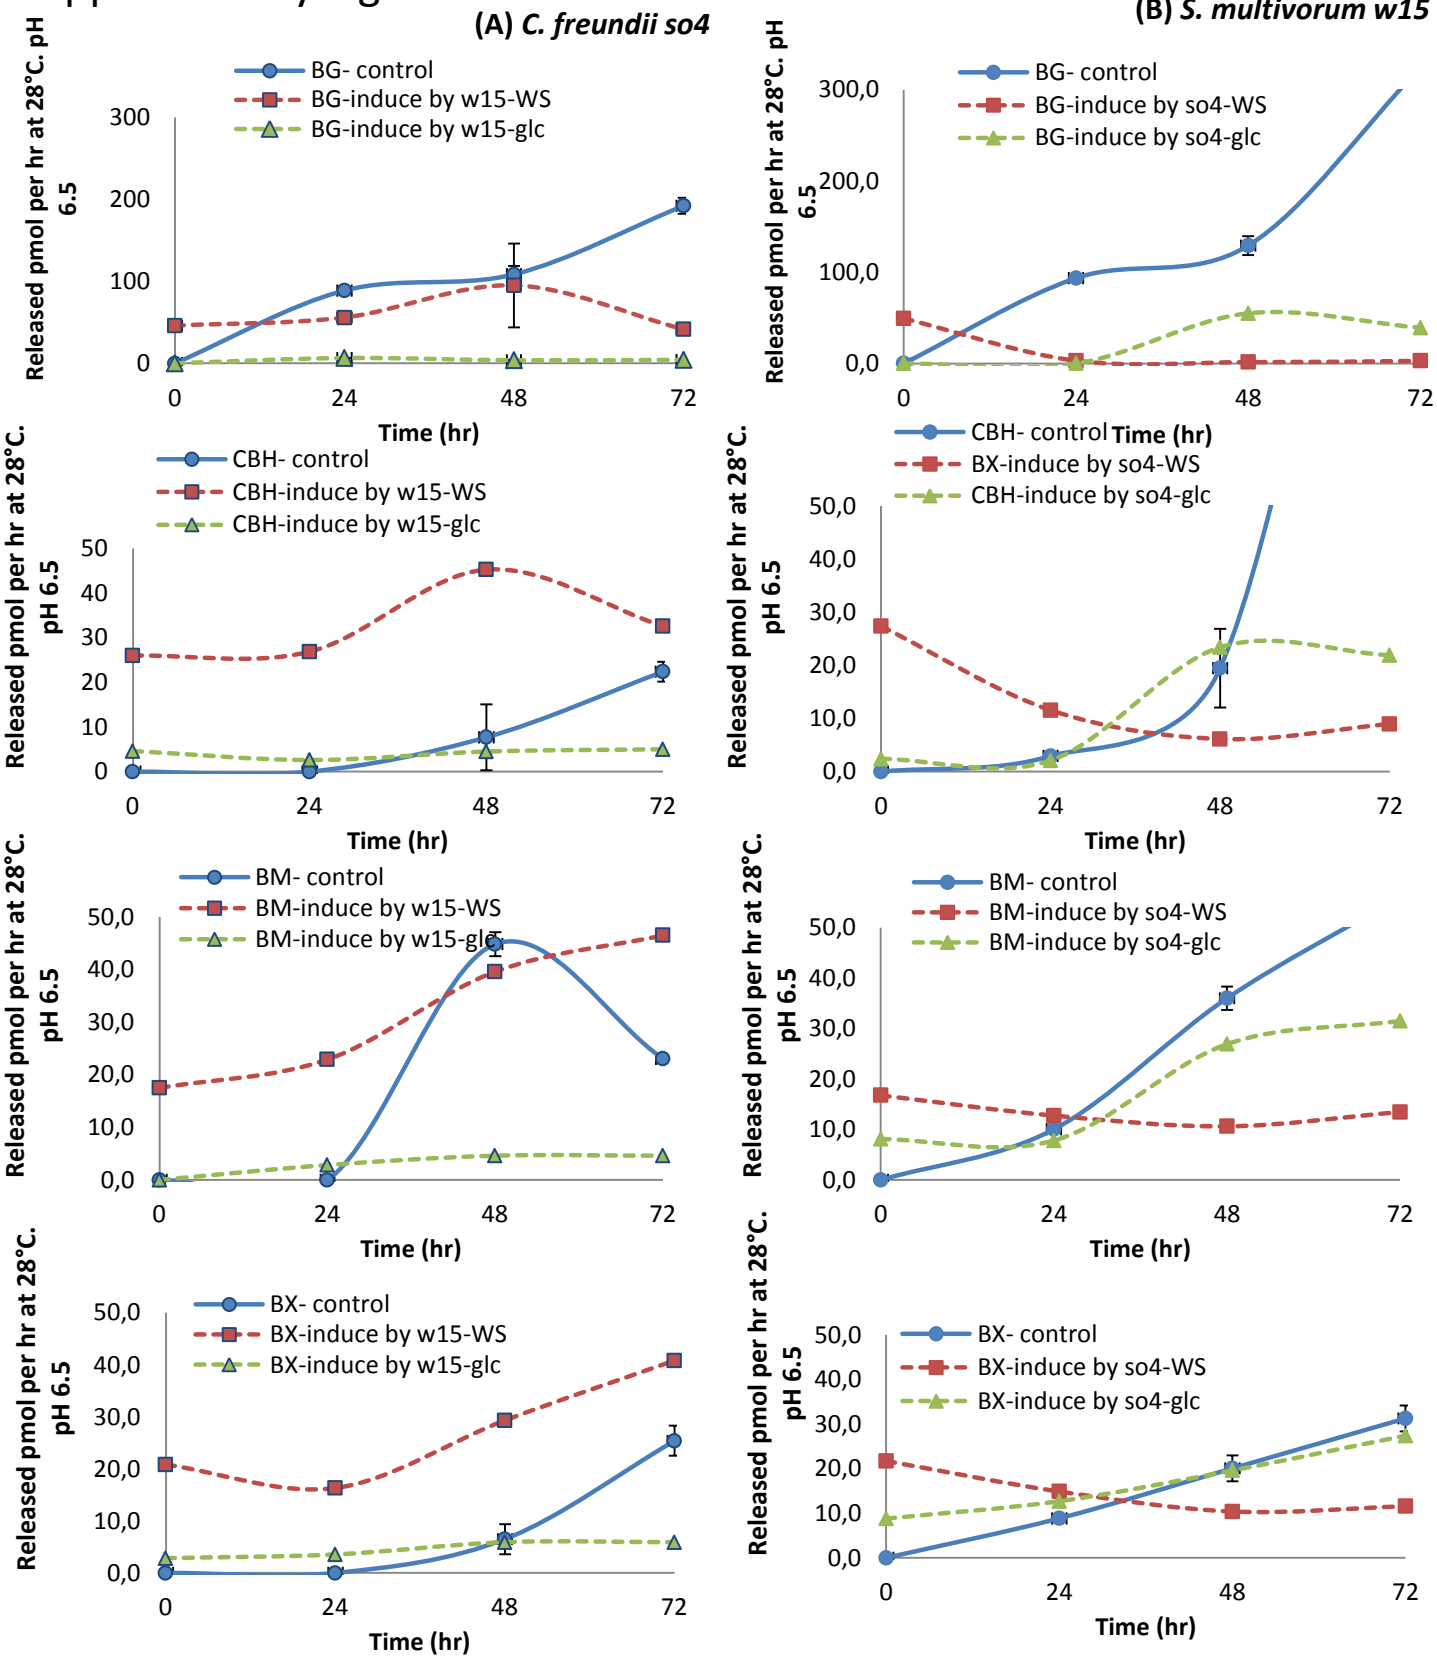 (A) C. freundii so4
(B) S. multivorum w15
BG- control
BG-induce by w15-WS
BG-induce by w15-glc
Released pmol per hr at 28°C. pH
6.5
300
200
100
0
0 24 48 72
Time (hr)
BG- control
BG-induce by so4-WS
BG-induce by so4-glc
Released pmol per hr at 28°C. pH
6.5
300,0
200,0
100,0
0,0
0 24 48 72
Time (hr)
CBH- control
CBH-induce by w15-WS
CBH-induce by w15-glc
Released pmol per hr at 28°C.
pH 6.5
50
40
30
20
10
0
0 24 48 72
Time (hr)
CBH- control
BX-induce by so4-WS
CBH-induce by so4-glc
Released pmol per hr at 28°C.
pH 6.5
50,0
40,0
30,0
20,0
10,0
0,0
0 24 48 72
Time (hr)
BM- control
BM-induce by w15-WS
BM-induce by w15-glc
Released pmol per hr at 28°C.
pH 6.5
50,0
40,0
30,0
20,0
10,0
0,0
0 24 48 72
Time (hr)
BM- control
BM-induce by so4-WS
BM-induce by so4-glc
Released pmol per hr at 28°C.
pH 6.5
50,0
40,0
30,0
20,0
10,0
0,0
0 24 48 72
Time (hr)
BX- control
BX-induce by w15-WS
BX-induce by w15-glc
Released pmol per hr at 28°C.
pH 6.5
50,0
40,0
30,0
20,0
10,0
0,0
0 24 48 72
Time (hr)
BX- control
BX-induce by so4-WS
BX-induce by so4-glc
Released pmol per hr at 28°C.
pH 6.5
50,0
40,0
30,0
20,0
10,0
0,0
0 24 48 72
Time (hr)